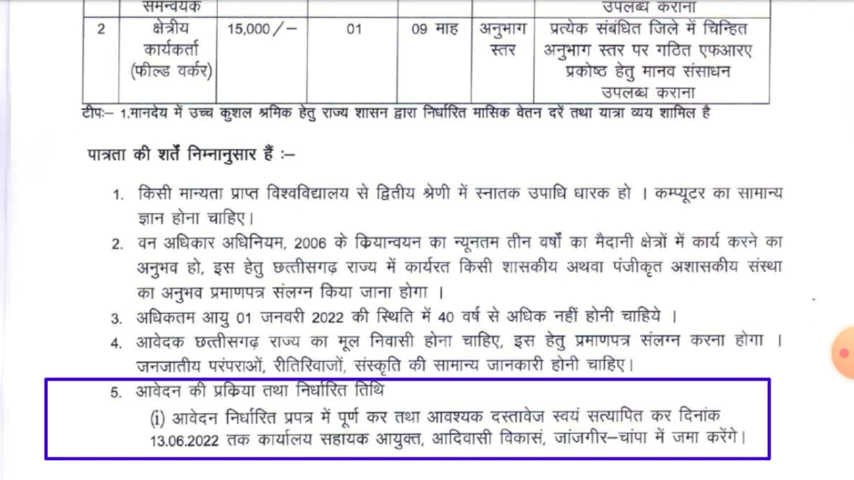 समन्वयक उपलब्ध कराना
2 क्षेत्रीय 15,000/- 01 09 माह अनुभाग प्रत्येक संबंधित जिले में चिन्हित
कार्यकर्ता स्तर अनुभाग स्तर पर गठित एफआरए
(फील्ड वर्कर) प्रकोष्ठ हेतु मानव संसाधन
उपलब्ध कराना
टीपः– 1.मानदेय में उच्च कुशल श्रमिक हेतु राज्य शासन द्वारा निर्धारित मासिक वेतन दरें तथा यात्रा व्यय शामिल है
पात्रता की शर्तें निम्नानुसार हैं :–
1. किसी मान्यता प्राप्त विश्वविद्यालय से द्वितीय श्रेणी में स्नातक उपाधि धारक हो । कम्प्यूटर का सामान्य
ज्ञान होना चाहिए।
2. वन अधिकार अधिनियम, 2006 के क्रियान्वयन का न्यूनतम तीन वर्षों का मैदानी क्षेत्रों में कार्य करने का
अनुभव हो, इस हेतु छत्तीसगढ़ राज्य में कार्यरत किसी शासकीय अथवा पंजीकृत अशासकीय संस्था
का अनुभव प्रमाणपत्र संलग्न किया जाना होगा ।
3. अधिकतम आयु 01 जनवरी 2022 की स्थिति में 40 वर्ष से अधिक नहीं होनी चाहिये ।
4. आवेदक छत्तीसगढ़ राज्य का मूल निवासी होना चाहिए, इस हेतु प्रमाणपत्र संलग्न करना होगा ।
जनजातीय परंपराओं, रीतिरिवाजों, संस्कृति की सामान्य जानकारी होनी चाहिए।
5. आवेदन की प्रक्रिया तथा निर्धारित तिथि
(i) आवेदन निर्धारित प्रपत्र में पूर्ण कर तथा आवश्यक दस्तावेज स्वयं सत्यापित कर दिनांक
13.06.2022 तक कार्यालय सहायक आयुक्त, आदिवासी विकास, जांजगीर–चांपा में जमा करेंगे।